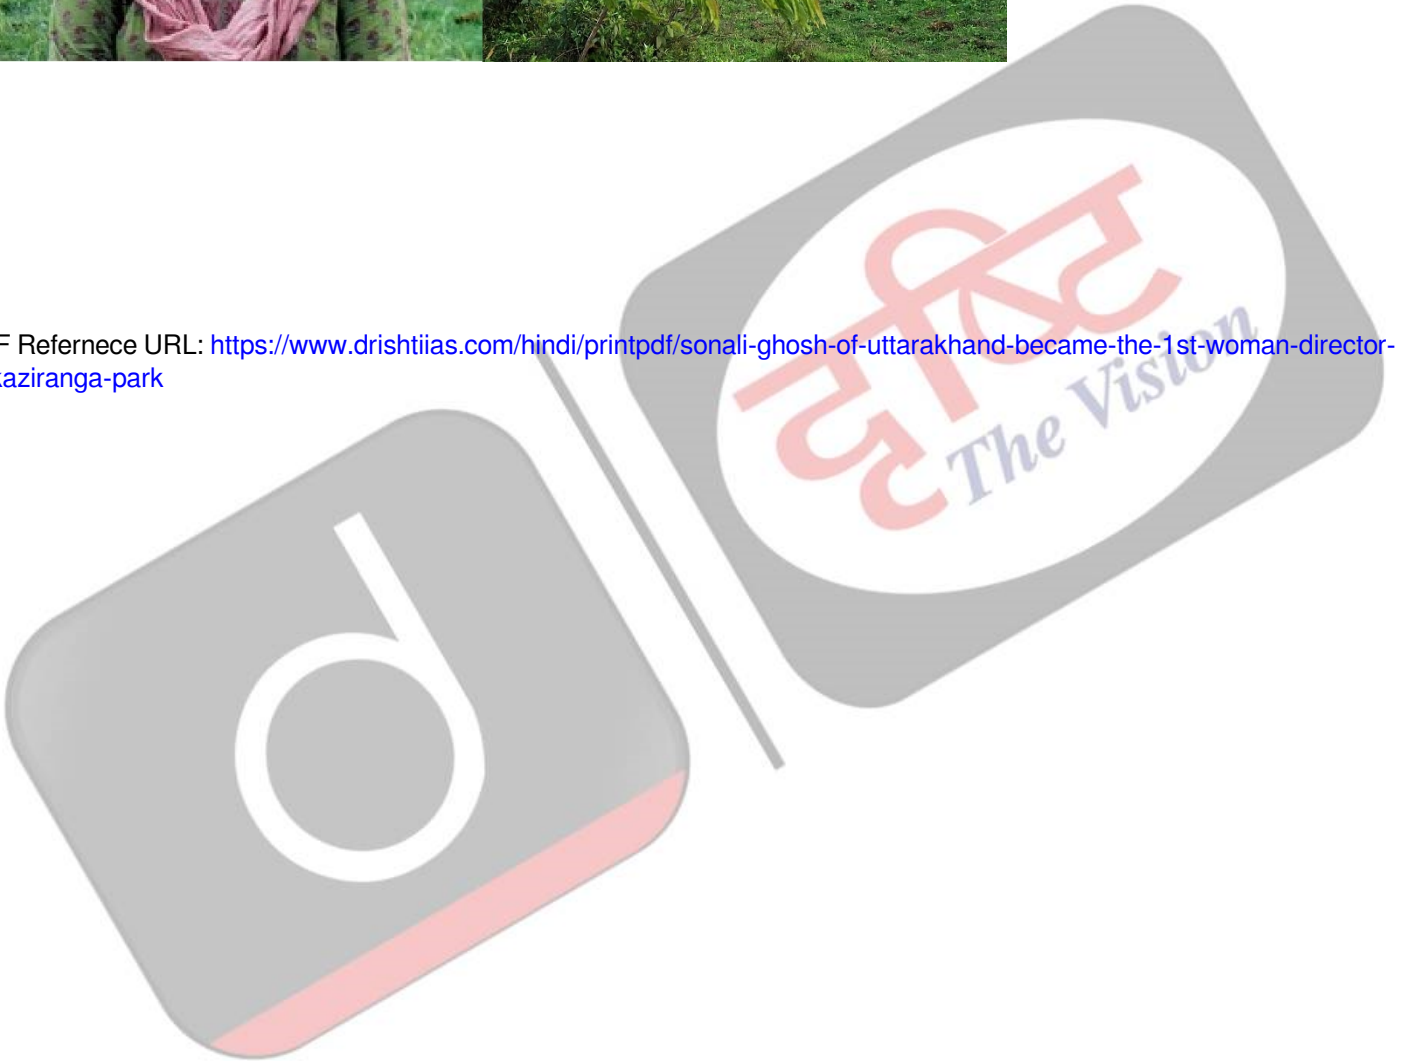 F Refernece URL: https://www.drishtiias.com/hindi/printpdf/sonali-ghosh-of-uttarakhand-became-the-1st-woman-director-
kaziranga-park
दृष्टि
The Vision
d